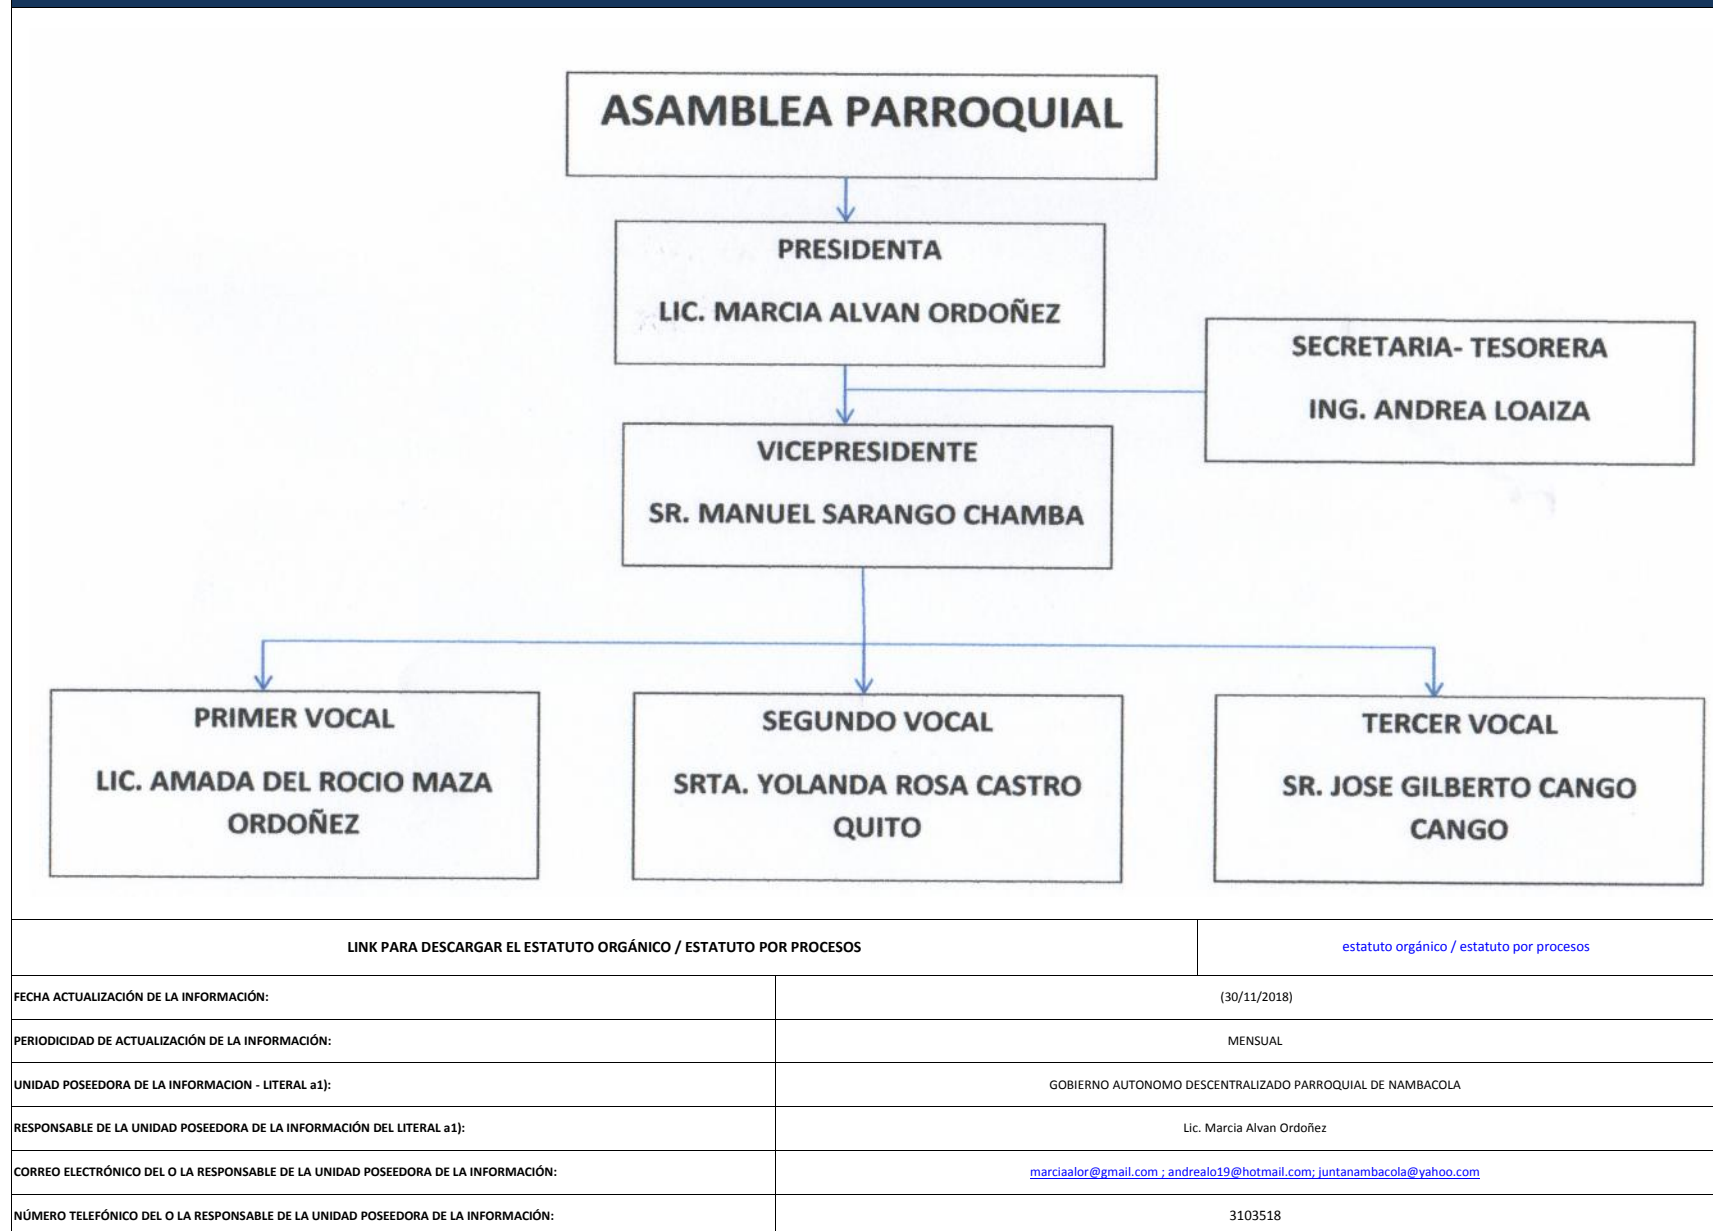 ASAMBLEA PARROQUIAL
PRESIDENTA
LIC. MARCIA ALVAN ORDOÑEZ
SECRETARIA- TESORERA
ING. ANDREA LOAIZA
VICEPRESIDENTE
SR. MANUEL SARANGO CHAMBA
PRIMER VOCAL
LIC. AMADA DEL ROCIO MAZA
ORDOÑEZ
SEGUNDO VOCAL
SRTA. YOLANDA ROSA CASTRO
QUITO
TERCER VOCAL
SR. JOSE GILBERTO CANGO
CANGO
LINK PARA DESCARGAR EL ESTATUTO ORGÁNICO / ESTATUTO POR PROCESOS
estatuto orgánico / estatuto por procesos
FECHA ACTUALIZACIÓN DE LA INFORMACIÓN:
(30/11/2018)
PERIODICIDAD DE ACTUALIZACIÓN DE LA INFORMACIÓN:
MENSUAL
UNIDAD POSEEDORA DE LA INFORMACION - LITERAL a1):
GOBIERNO AUTONOMO DESCENTRALIZADO PARROQUIAL DE NAMBACOLA
RESPONSABLE DE LA UNIDAD POSEEDORA DE LA INFORMACIÓN DEL LITERAL a1):
Lic. Marcia Alvan Ordoñez
CORREO ELECTRÓNICO DEL O LA RESPONSABLE DE LA UNIDAD POSEEDORA DE LA INFORMACIÓN:
marciaalor@gmail.com ; andrealo19@hotmail.com; juntanambacola@yahoo.com
NÚMERO TELEFÓNICO DEL O LA RESPONSABLE DE LA UNIDAD POSEEDORA DE LA INFORMACIÓN:
3103518